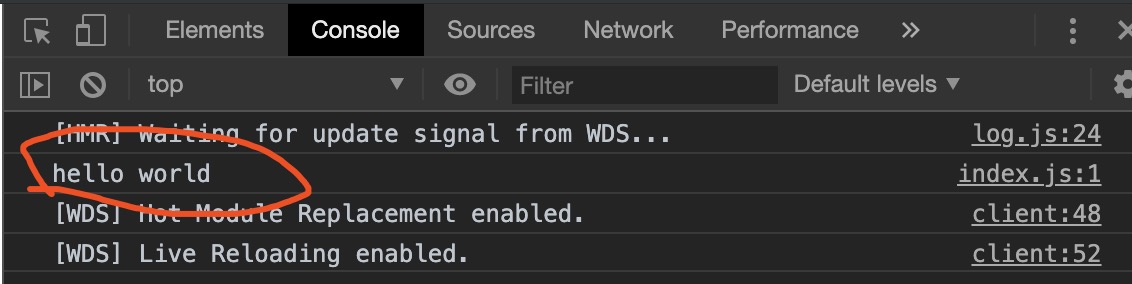 Elements Console Sources Network Performance »
top Filter Default levels
[HMR] Waiting for update signal from WDS... log.js:24
hello world index.js:1
[WDS] Hot Module Replacement enabled. client:48
[WDS] Live Reloading enabled. client:52